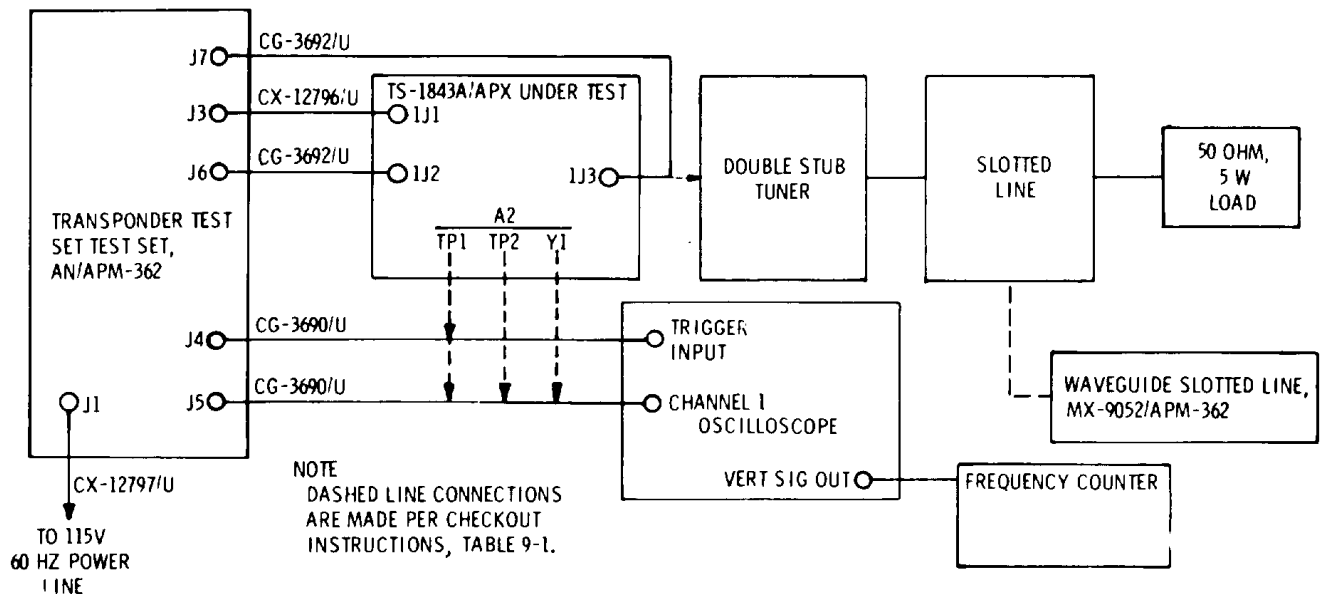 J7
CG-3692/U
J3
CX-12796/U
J6
CG-3692/U
TRANSPONDER TEST
SET TEST SET,
AN/APM-362
J4
CG-3690/U
J5
CG-3690/U
J1
CX-12797/U
TO 115V
60 HZ POWER
LINE
TS-1843A/APX UNDER TEST
1J1
1J2
1J3
A2
TP1 TP2 Y1
DOUBLE STUB
TUNER
SLOTTED
LINE
50 OHM,
5 W
LOAD
TRIGGER
INPUT
CHANNEL 1
OSCILLOSCOPE
VERT SIG OUT
WAVEGUIDE SLOTTED LINE,
MX-9052/APM-362
FREQUENCY COUNTER
NOTE
DASHED LINE CONNECTIONS
ARE MADE PER CHECKOUT
INSTRUCTIONS, TABLE 9-1.